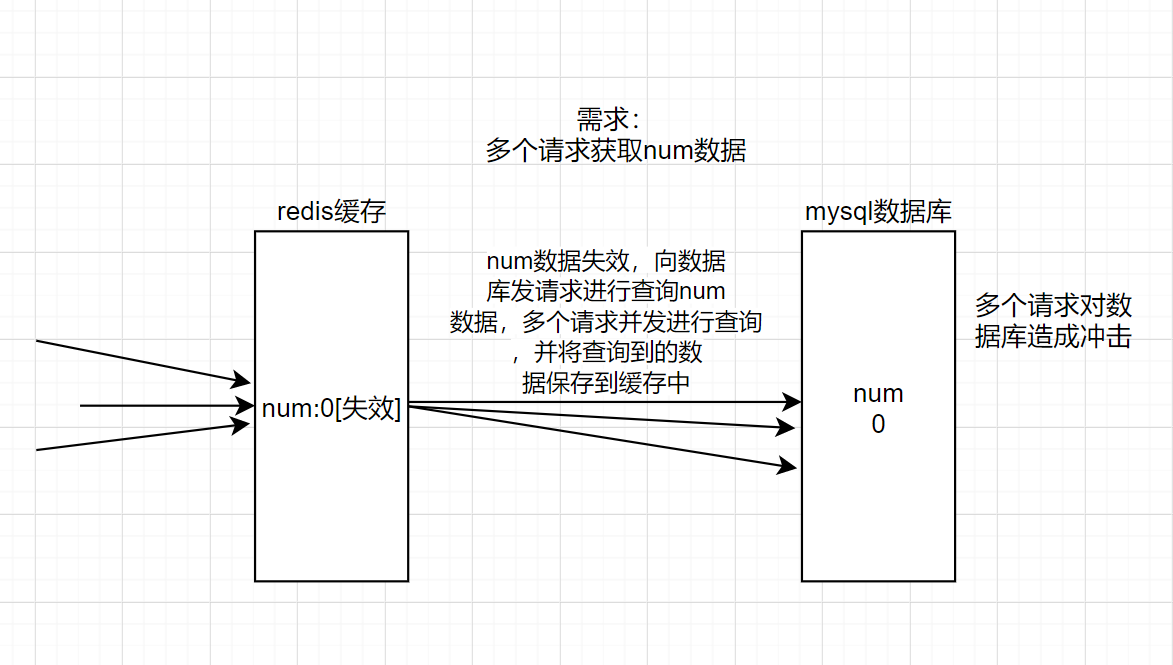 需求：
多个请求获取num数据
redis缓存
mysql数据库
num数据失效，向数据
库发请求进行查询num
数据，多个请求并发进行查询
，并将查询到的数
据保存到缓存中
多个请求对数
据库造成冲击
num:0[失效]
num
0